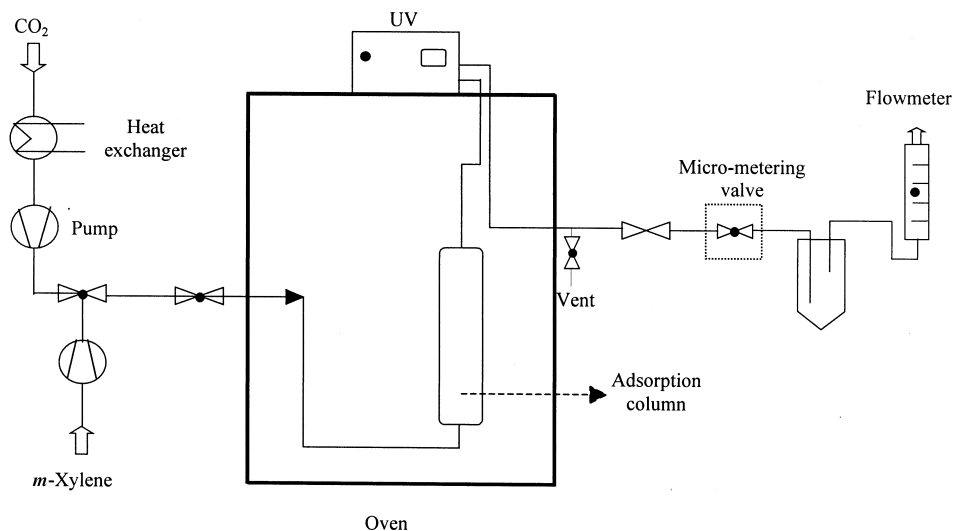 UV
CO2
Flowmeter
Heat
exchanger
Micro-metering
valve
Pump
Vent
Adsorption
column
m-Xylene
Oven